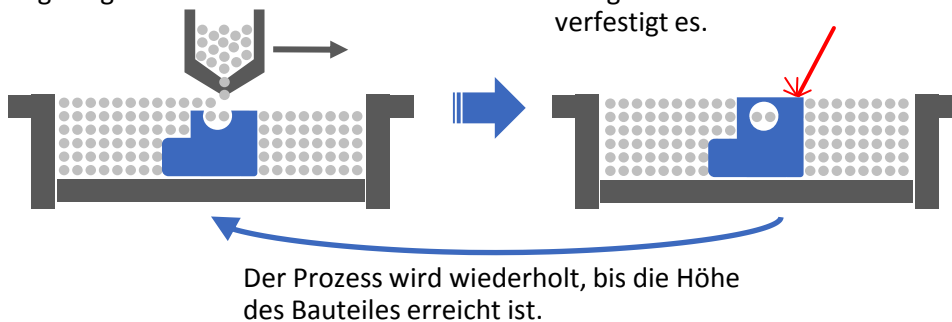 verfestigt es.
Der Prozess wird wiederholt, bis die Höhe
des Bauteiles erreicht ist.